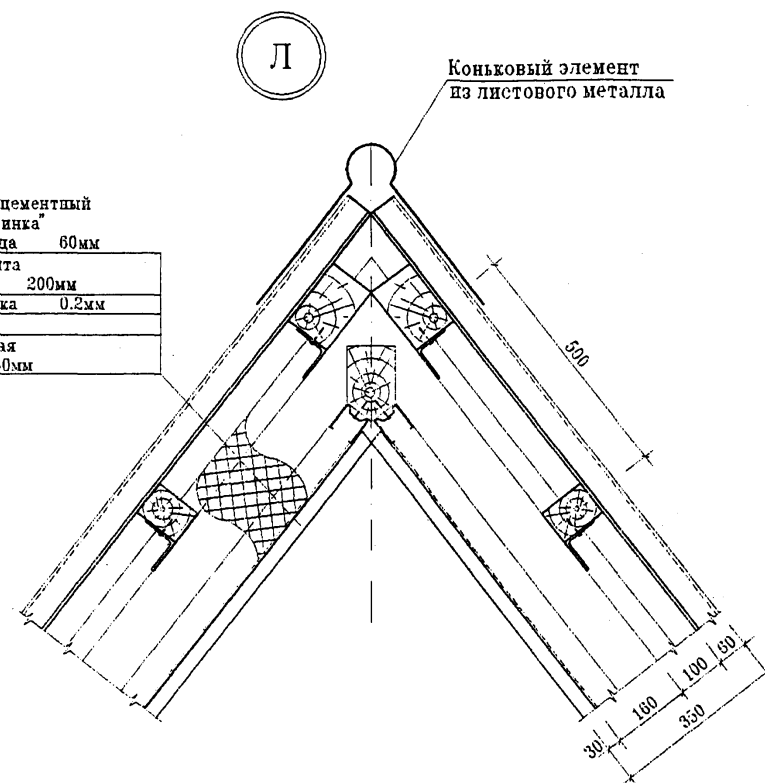 Л
Коньковый элемент
из листового металла
цементный
инка"
да 60мм
та
200мм
ка 0.2мм
ая
0мм
500
30
160
100
60
350